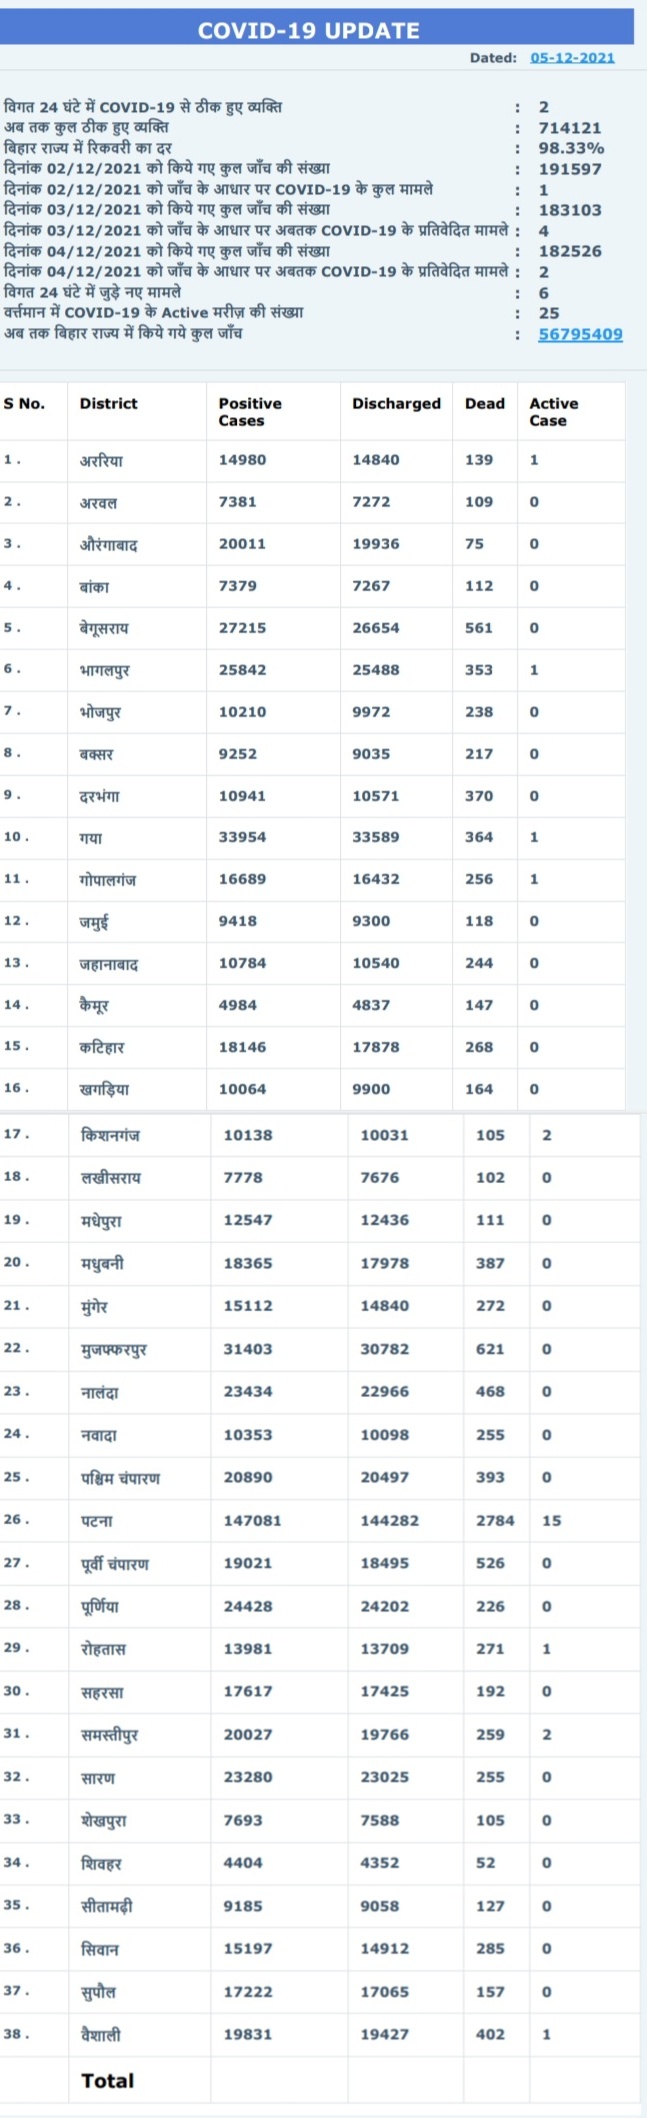 COVID-19 UPDATE
Dated: 05-12-2021
विगत 24 घंटे में COVID-19 से ठीक हुए व्यक्ति : 2
अब तक कुल ठीक हुए व्यक्ति : 714121
बिहार राज्य में रिकवरी का दर : 98.33%
दिनांक 02/12/2021 को किये गए कुल जाँच की संख्या : 191597
दिनांक 02/12/2021 को जाँच के आधार पर COVID-19 के कुल मामले : 1
दिनांक 03/12/2021 को किये गए कुल जाँच की संख्या : 183103
दिनांक 03/12/2021 को जाँच के आधार पर अबतक COVID-19 के प्रतिवेदित मामले : 4
दिनांक 04/12/2021 को किये गए कुल जाँच की संख्या : 182526
दिनांक 04/12/2021 को जाँच के आधार पर अबतक COVID-19 के प्रतिवेदित मामले : 2
विगत 24 घंटे में जुड़े नए मामले : 6
वर्त्तमान में COVID-19 के Active मरीज़ की संख्या : 25
अब तक बिहार राज्य में किये गये कुल जाँच : 56795409
S No. District Positive Cases Discharged Dead Active Case
1 . अररिया 14980 14840 139 1
2 . अरवल 7381 7272 109 0
3 . औरंगाबाद 20011 19936 75 0
4 . बांका 7379 7267 112 0
5 . बेगूसराय 27215 26654 561 0
6 . भागलपुर 25842 25488 353 1
7 . भोजपुर 10210 9972 238 0
8 . बक्सर 9252 9035 217 0
9 . दरभंगा 10941 10571 370 0
10 . गया 33954 33589 364 1
11 . गोपालगंज 16689 16432 256 1
12 . जमुई 9418 9300 118 0
13 . जहानाबाद 10784 10540 244 0
14 . कैमूर 4984 4837 147 0
15 . कटिहार 18146 17878 268 0
16 . खगड़िया 10064 9900 164 0
17 . किशनगंज 10138 10031 105 2
18 . लखीसराय 7778 7676 102 0
19 . मधेपुरा 12547 12436 111 0
20 . मधुबनी 18365 17978 387 0
21 . मुंगेर 15112 14840 272 0
22 . मुजफ्फरपुर 31403 30782 621 0
23 . नालंदा 23434 22966 468 0
24 . नवादा 10353 10098 255 0
25 . पश्चिम चंपारण 20890 20497 393 0
26 . पटना 147081 144282 2784 15
27 . पूर्वी चंपारण 19021 18495 526 0
28 . पूर्णिया 24428 24202 226 0
29 . रोहतास 13981 13709 271 1
30 . सहरसा 17617 17425 192 0
31 . समस्तीपुर 20027 19766 259 2
32 . सारण 23280 23025 255 0
33 . शेखपुरा 7693 7588 105 0
34 . शिवहर 4404 4352 52 0
35 . सीतामढ़ी 9185 9058 127 0
36 . सिवान 15197 14912 285 0
37 . सुपौल 17222 17065 157 0
38 . वैशाली 19831 19427 402 1
Total